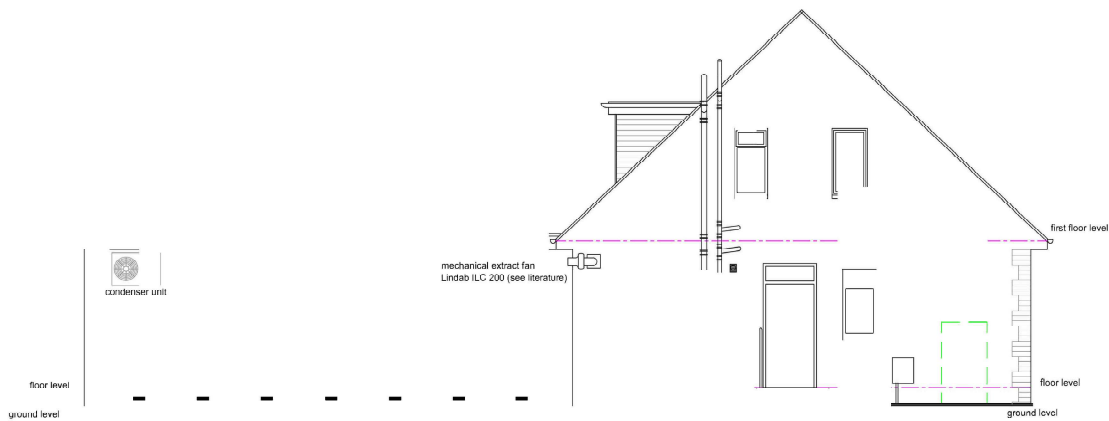 first floor level
mechanical extract fan
Lindab ILC 200 (see literature)
condenser unit
floor level
floor level
ground level
ground level